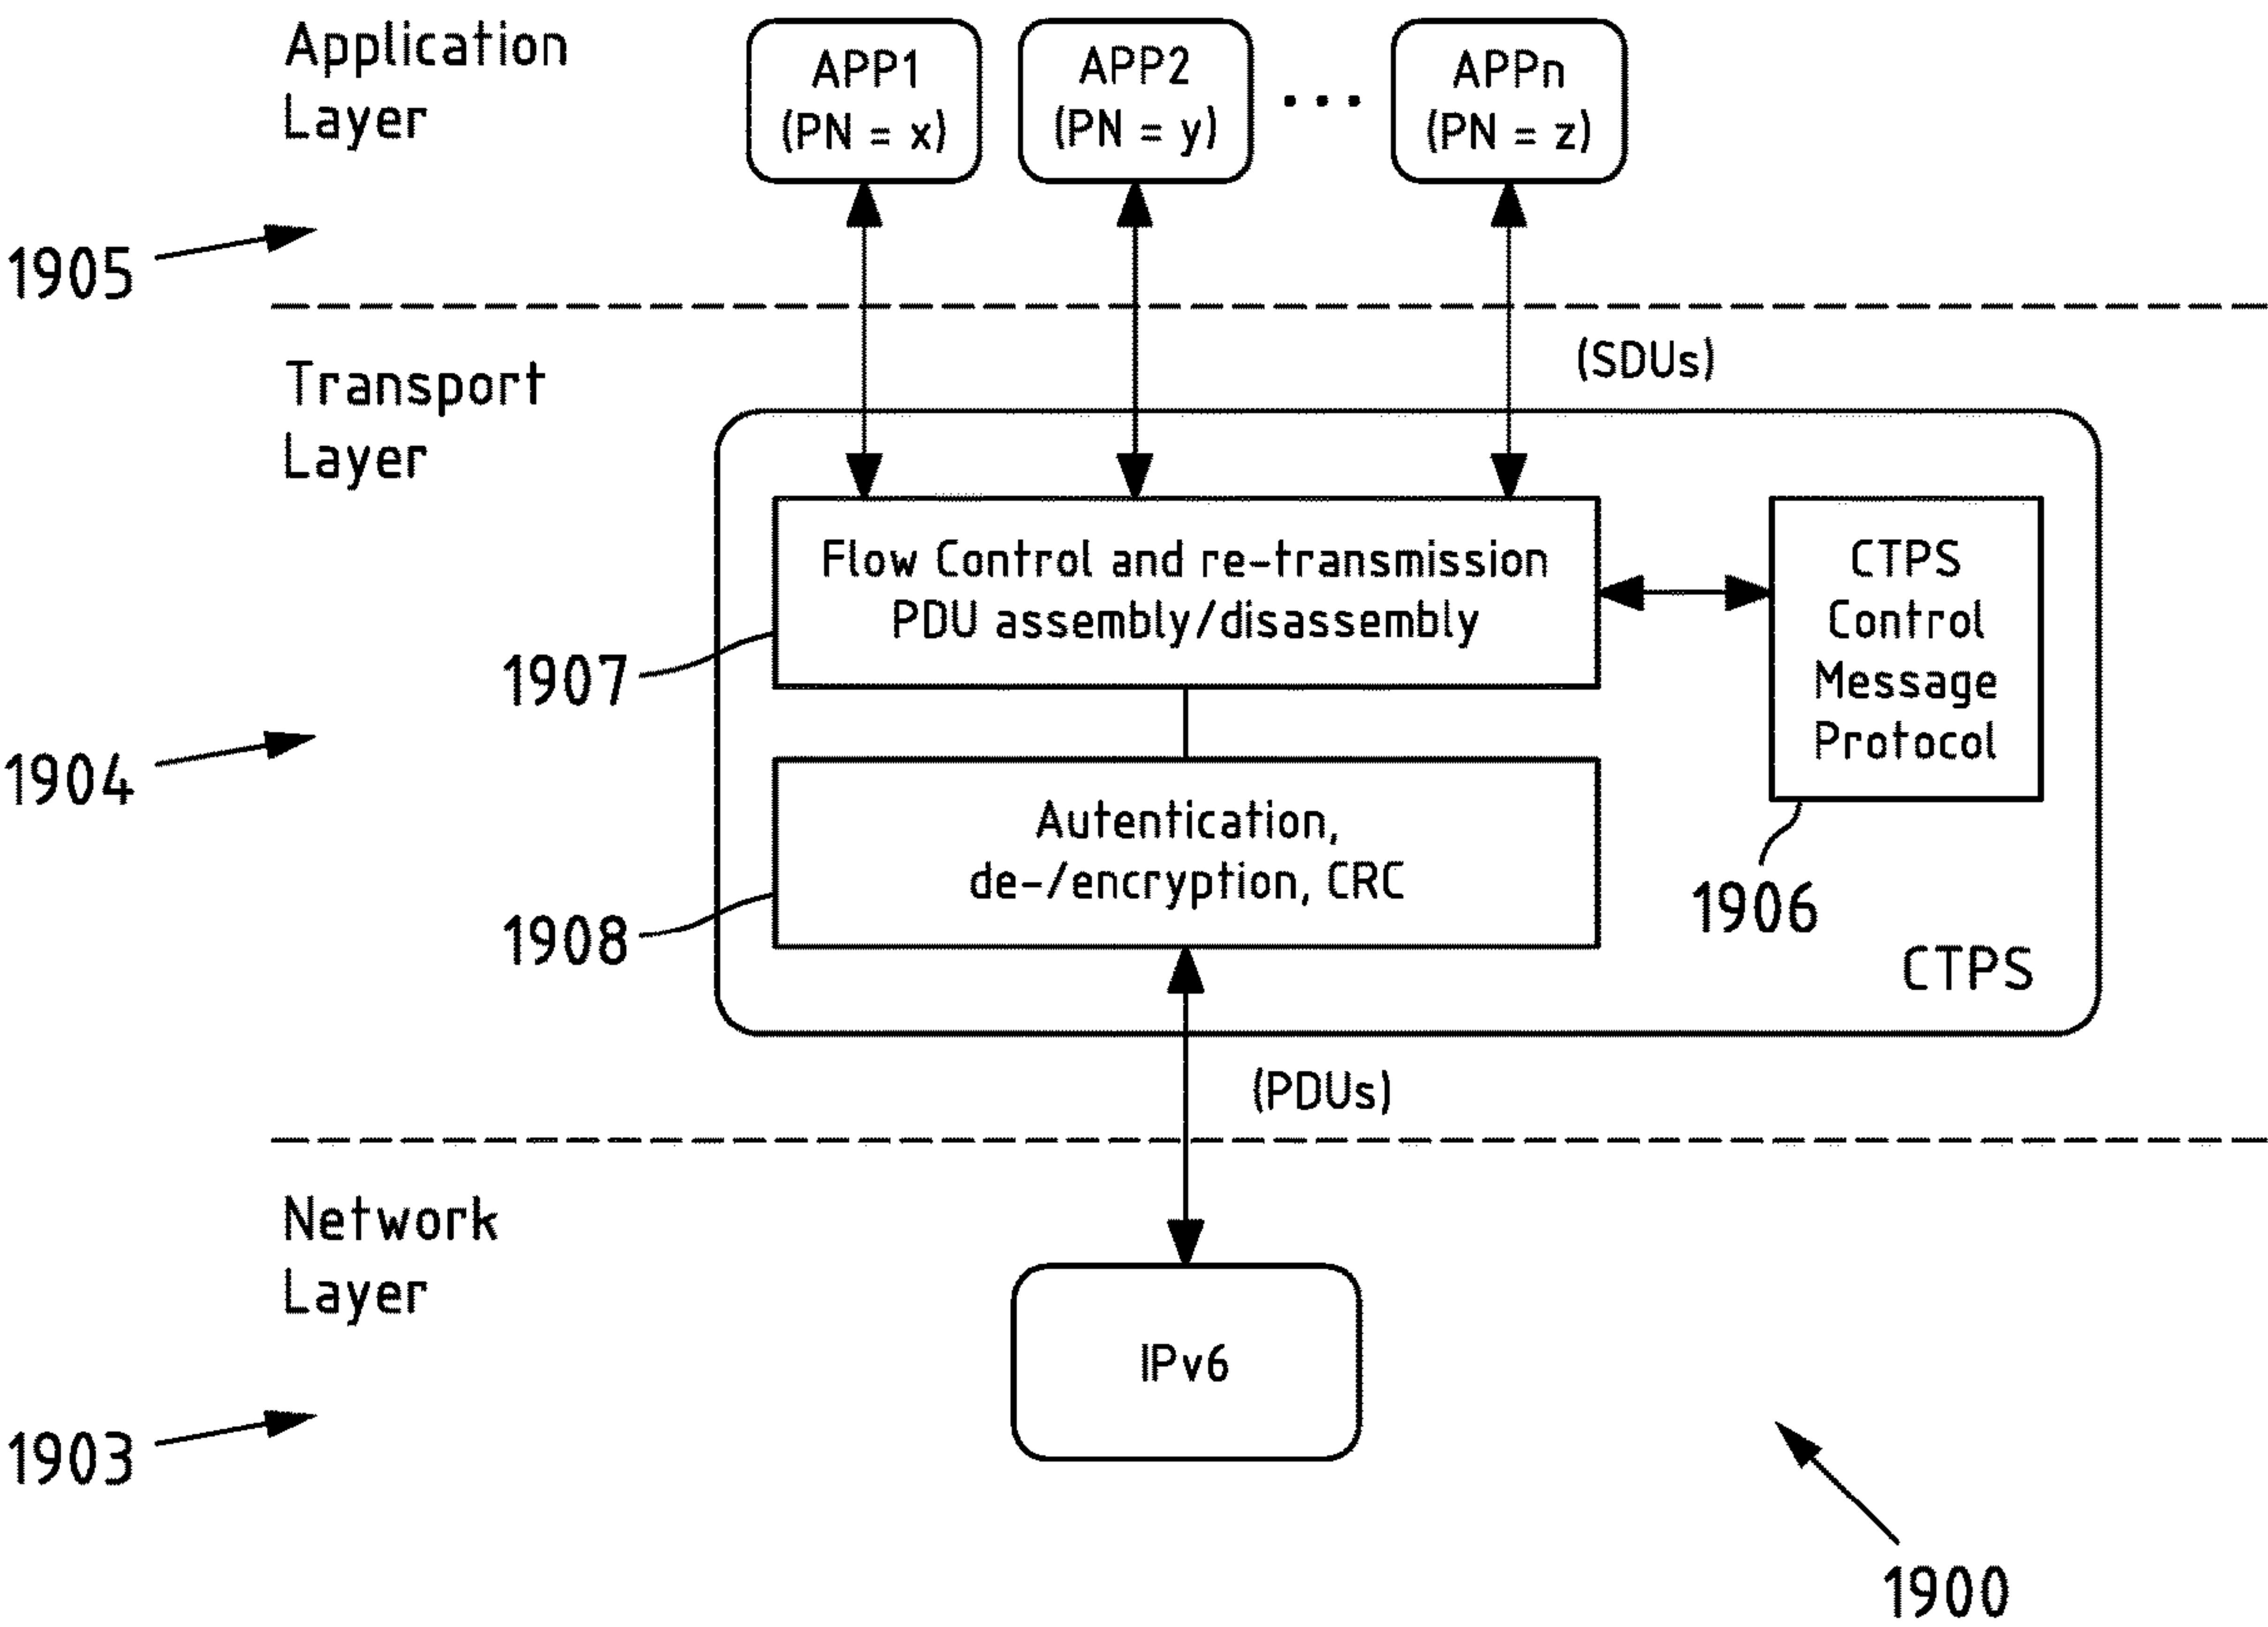 Application
Layer
APP1
(PN = x)
APP2
(PN = y)
...
APPn
(PN = z)
1905
(SDUs)
Transport
Layer
Flow Control and re-transmission
PDU assembly/disassembly
CTPS
Control
Message
Protocol
1907
1904
Autentication,
de-/encryption, CRC
1906
1908
CTPS
(PDUs)
Network
Layer
IPv6
1903
1900